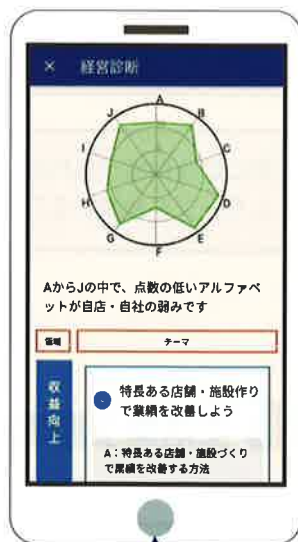 × 経営診断
A
B
C
D
E
F
G
H
I
J
AからJの中で、点数の低いアルファベ
ットが自店・自社の弱みです
領域 テーマ
収益向上
特長ある店舗・施設作り
で業績を改善しよう
A：特長ある店舗・施設づくり
で業績を改善する方法